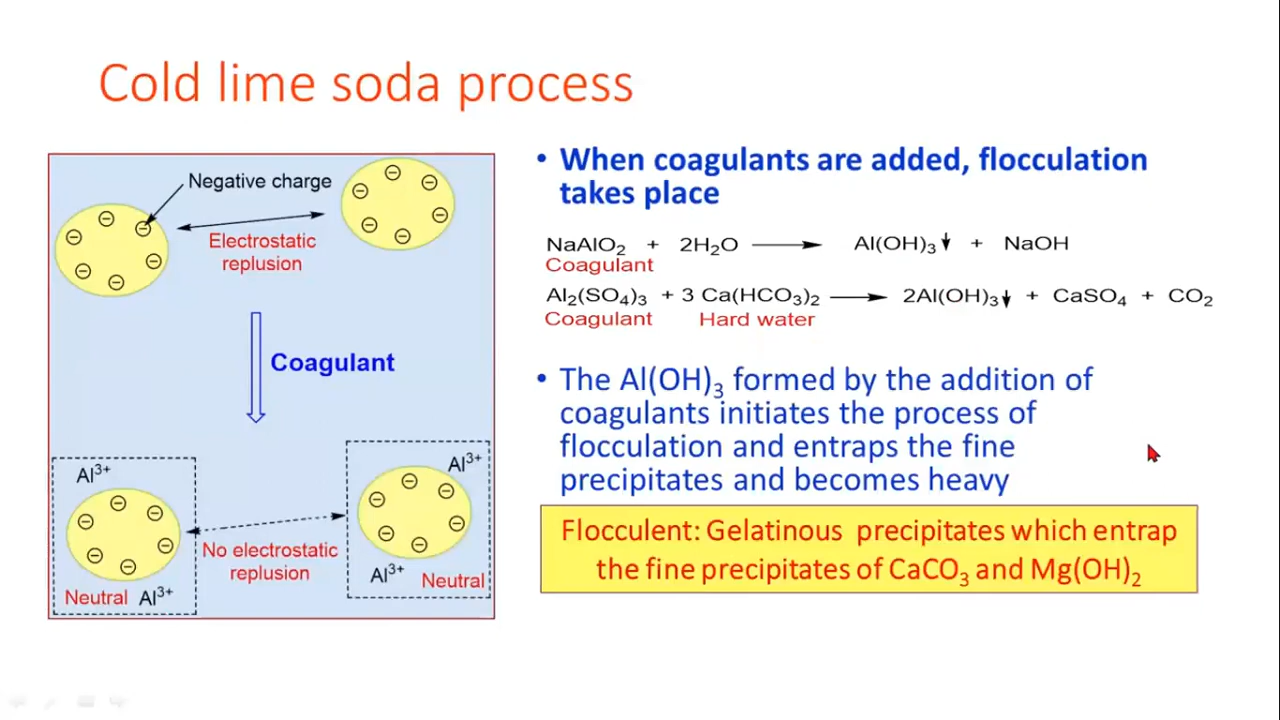 Cold lime soda process
Negative charge
Electrostatic
replusion
Coagulant
Al³⁺
Al³⁺
No electrostatic
replusion
Neutral Al³⁺
Al³⁺ Neutral
• When coagulants are added, flocculation
takes place
NaAlO₂ + 2H₂O ⟶ Al(OH)₃↓ + NaOH
Coagulant
Al₂(SO₄)₃ + 3 Ca(HCO₃)₂ ⟶ 2Al(OH)₃↓ + CaSO₄ + CO₂
Coagulant Hard water
• The Al(OH)₃ formed by the addition of
coagulants initiates the process of
flocculation and entraps the fine
precipitates and becomes heavy
Flocculent: Gelatinous precipitates which entrap
the fine precipitates of CaCO₃ and Mg(OH)₂